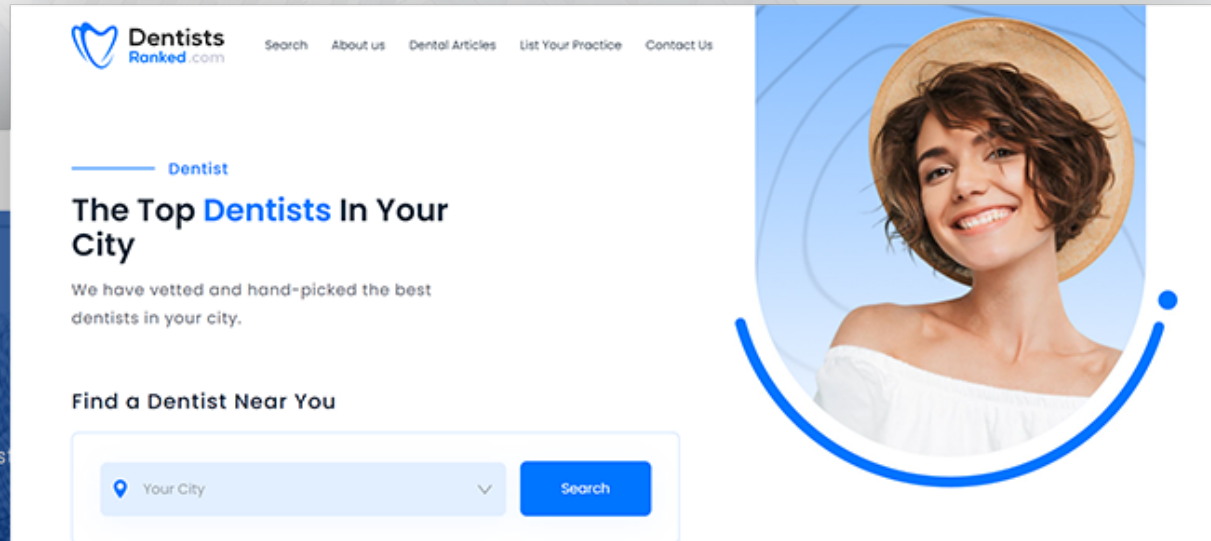 Dentists
Ranked.com
Search About us Dental Articles List Your Practice Contact Us
Dentist
The Top Dentists In Your
City
We have vetted and hand-picked the best
dentists in your city.
Find a Dentist Near You
Your City
Search